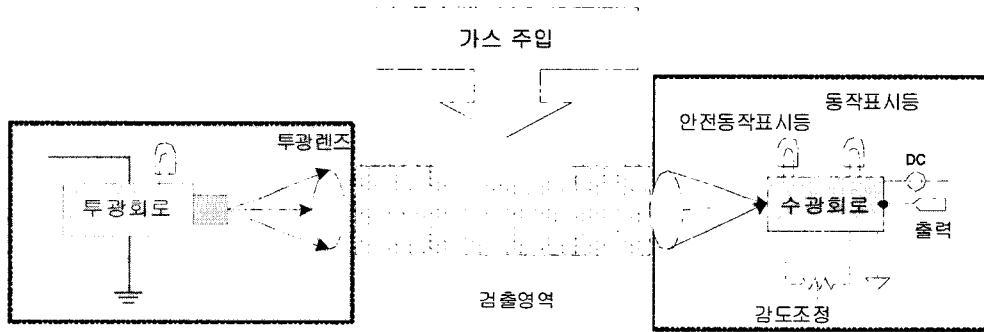 가스 주입
동작표시등
안전동작표시등
투광렌즈
DC
투광회로
수광회로
출력
검출영역
감도조정